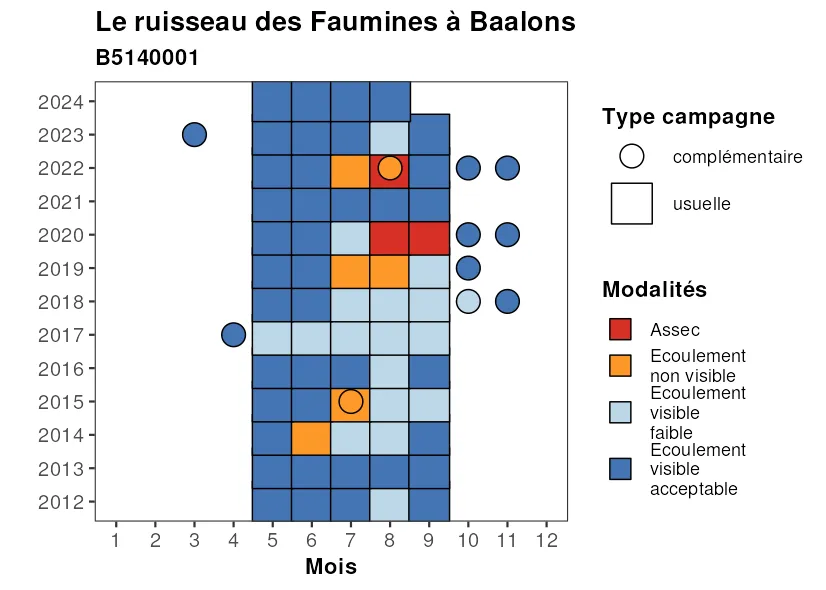 Le ruisseau des Faumines à Baalons
B5140001
2024
2023
2022
2021
2020
2019
2018
2017
2016
2015
2014
2013
2012
1 2 3 4 5 6 7 8 9 10 11 12
Mois
Type campagne
complémentaire
usuelle
Modalités
Assec
Ecoulement
non visible
Ecoulement
visible
faible
Ecoulement
visible
acceptable